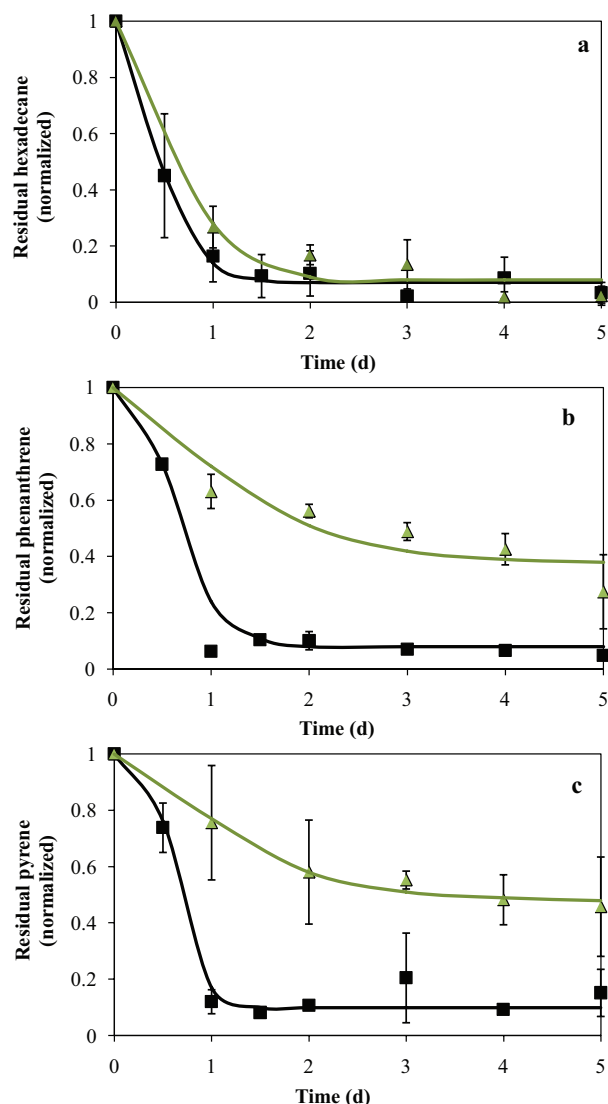 a
Residual hexadecane
(normalized)
1
0.8
0.6
0.4
0.2
0
0 1 2 3 4 5
Time (d)
b
Residual phenanthrene
(normalized)
1
0.8
0.6
0.4
0.2
0
0 1 2 3 4 5
Time (d)
c
Residual pyrene
(normalized)
1
0.8
0.6
0.4
0.2
0
0 1 2 3 4 5
Time (d)